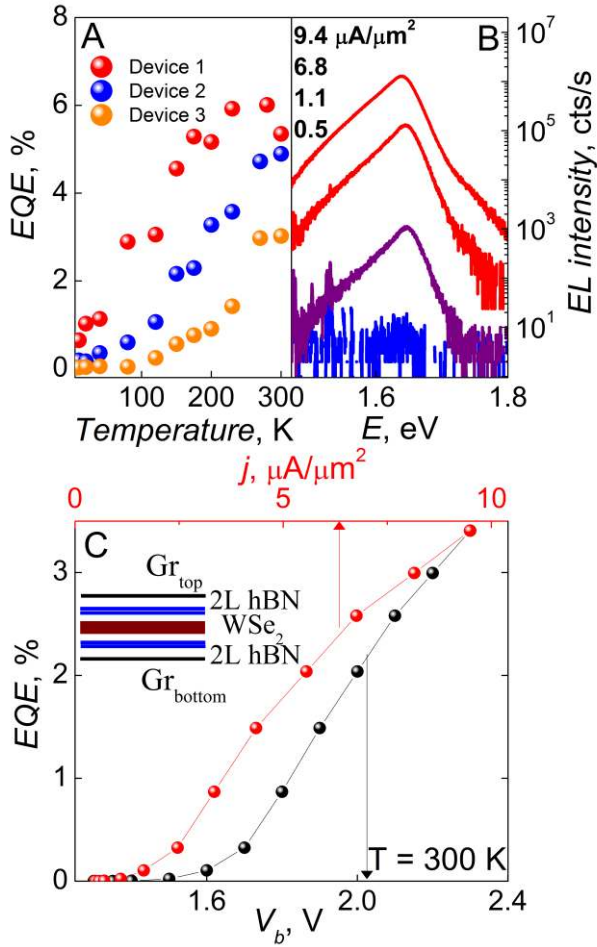 A
8
6
4
2
0
EQE, %
Device 1
Device 2
Device 3
100
200
300
Temperature, K
B
9.4 μA/μm²
6.8
1.1
0.5
10⁷
10⁵
10³
10¹
EL intensity, cts/s
1.6
1.8
E, eV
j, μA/μm²
0
5
10
C
Gr_top
2L hBN
WSe₂
2L hBN
Gr_bottom
3
2
1
0
EQE, %
T = 300 K
1.6
2.0
2.4
V_b, V